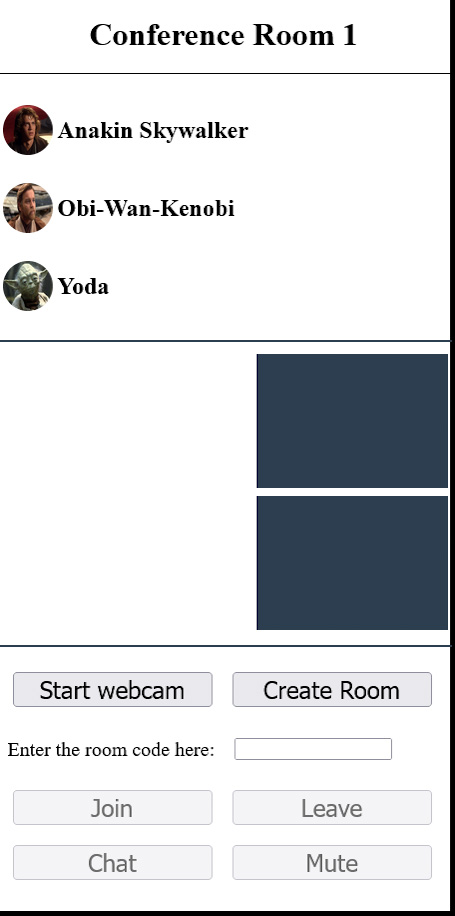 Conference Room 1
Anakin Skywalker
Obi-Wan-Kenobi
Yoda
Start webcam Create Room
Enter the room code here:
Join Leave
Chat Mute